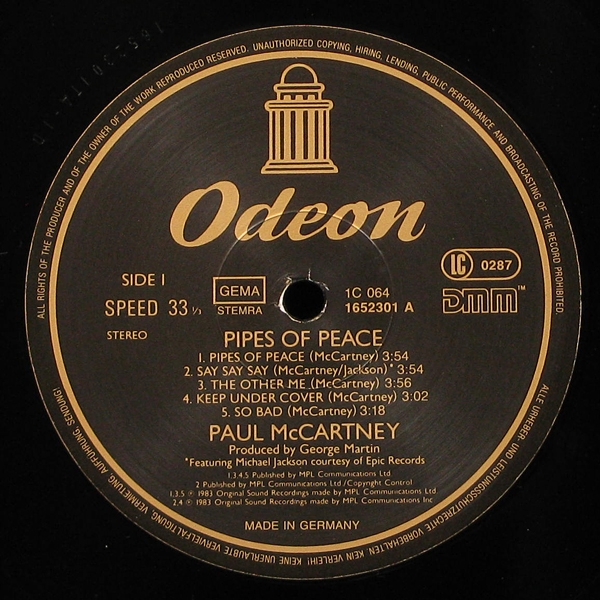 ALL RIGHTS OF THE PRODUCER AND OF THE OWNER OF THE WORK REPRODUCED RESERVED. UNAUTHORIZED COPYING, HIRING, LENDING, PUBLIC PERFORMANCE AND BROADCASTING OF THE RECORD PROHIBITED.
Odeon
SIDE 1
SPEED 33 1/3
STEREO
GEMA
STEMRA
1C 064
1652301 A
LC 0287
DMM™
PIPES OF PEACE
1. PIPES OF PEACE (McCartney) 3:54
2. SAY SAY SAY (McCartney/Jackson)* 3:54
3. THE OTHER ME (McCartney) 3:56
4. KEEP UNDER COVER (McCartney) 3:02
5. SO BAD (McCartney) 3:18
PAUL McCARTNEY
Produced by George Martin
*Featuring Michael Jackson courtesy of Epic Records
1.3.4.5 Published by MPL Communications Ltd
2 Published by MPL Communications Ltd /Copyright Control
1.3.5 ℗ 1983 Original Sound Recordings made by MPL Communications Ltd.
2.4 ℗ 1983 Original Sound Recordings made by MPL Communications Inc
MADE IN GERMANY
ALLE URHEBER- UND LEISTUNGSSCHUTZRECHTE VORBEHALTEN. KEIN VERLEIH! KEINE UNERLAUBTE VERVIELFÄLTIGUNG, VERMIETUNG, AUFFÜHRUNG, SENDUNG!